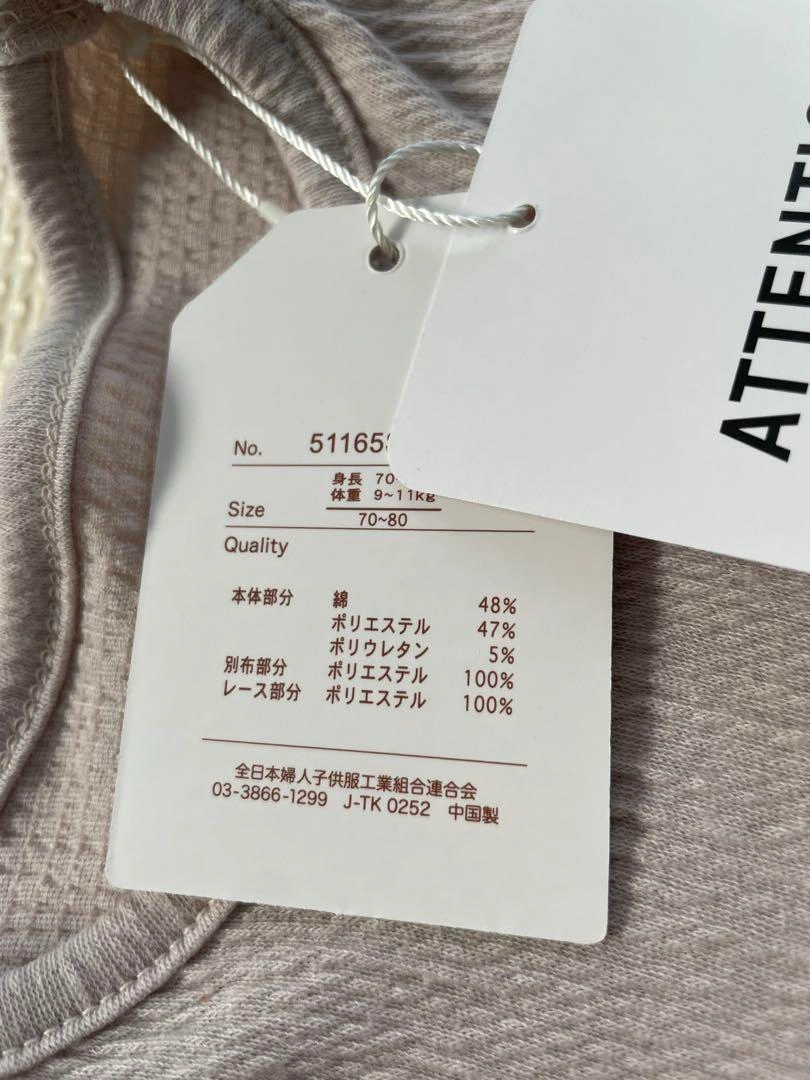 No. 51165
身長 70
体重 9~11kg
Size
70~80
Quality
本体部分 綿 48%
ポリエステル 47%
ポリウレタン 5%
別布部分 ポリエステル 100%
レース部分 ポリエステル 100%
全日本婦人子供服工業組合連合会
03-3866-1299 J-TK 0252 中国製
ATTENTI